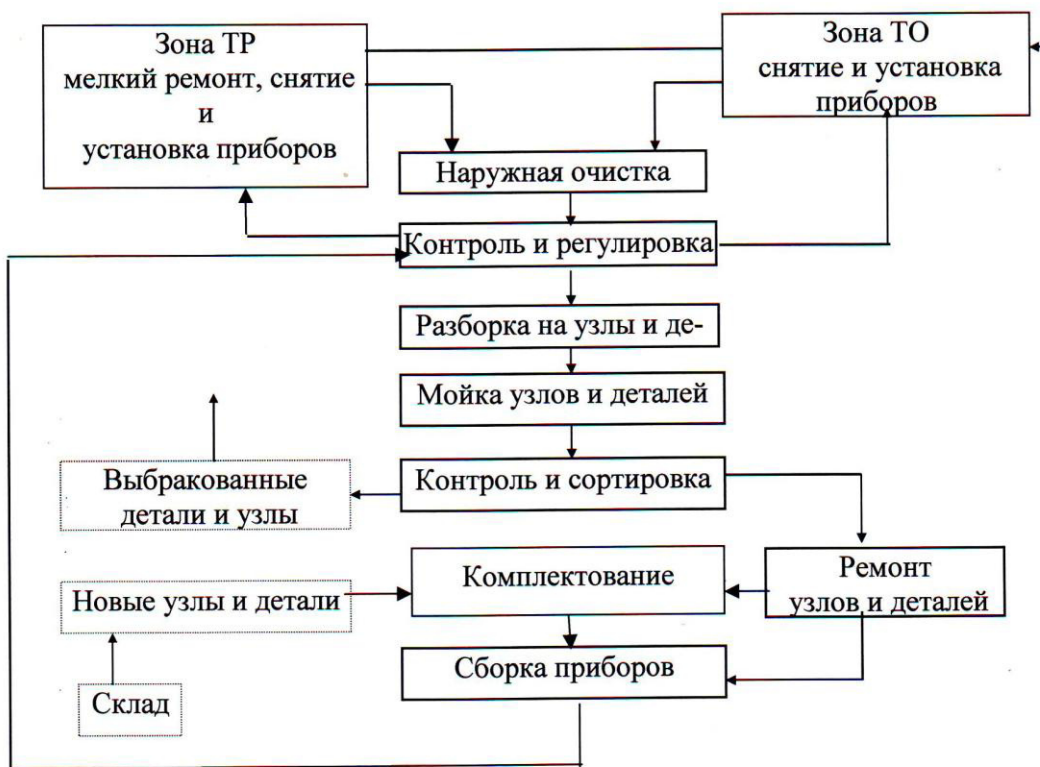 Зона ТР
мелкий ремонт, снятие
и
установка приборов
Зона ТО
снятие и установка
приборов
Наружная очистка
Контроль и регулировка
Разборка на узлы и де-
Мойка узлов и деталей
Выбракованные
детали и узлы
Контроль и сортировка
Новые узлы и детали
Комплектование
Ремонт
узлов и деталей
Сборка приборов
Склад